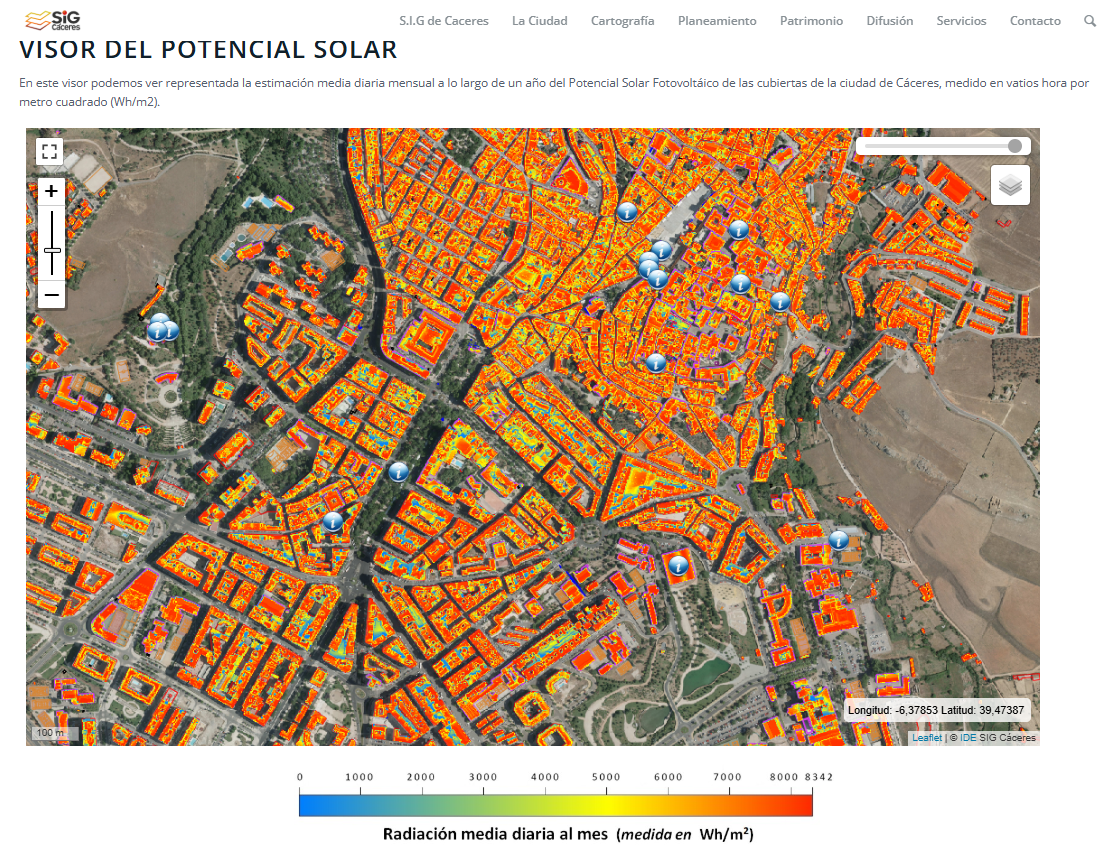 SiG
cáceres
S.I.G de Caceres La Ciudad Cartografía Planeamiento Patrimonio Difusión Servicios Contacto
VISOR DEL POTENCIAL SOLAR
En este visor podemos ver representada la estimación media diaria mensual a lo largo de un año del Potencial Solar Fotovoltáico de las cubiertas de la ciudad de Cáceres, medido en vatios hora por
metro cuadrado (Wh/m2).
+
−
Longitud: -6,37853 Latitud: 39,47387
100 m
Leaflet | © IDE SIG Cáceres
0 1000 2000 3000 4000 5000 6000 7000 8000 8342
Radiación media diaria al mes (medida en Wh/m²)